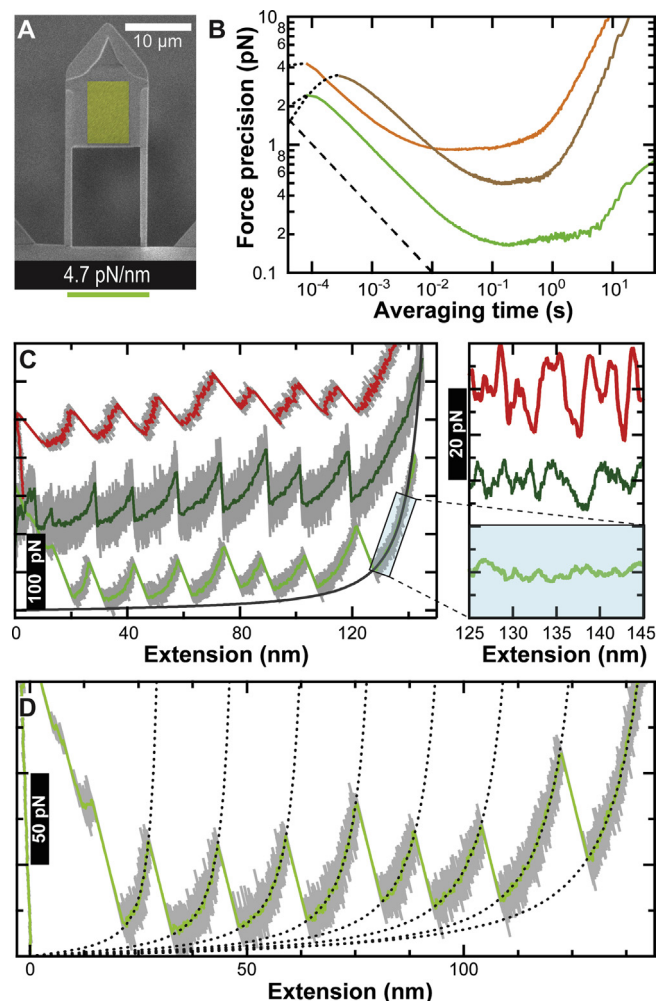 A
10 µm
4.7 pN/nm
B
Force precision (pN)
10
8
6
4
2
1
8
6
4
2
0.1
10⁻⁴ 10⁻³ 10⁻² 10⁻¹ 10⁰ 10¹
Averaging time (s)
C
100 pN
0 40 80 120
Extension (nm)
20 pN
125 130 135 140 145
Extension (nm)
D
50 pN
0 50 100
Extension (nm)